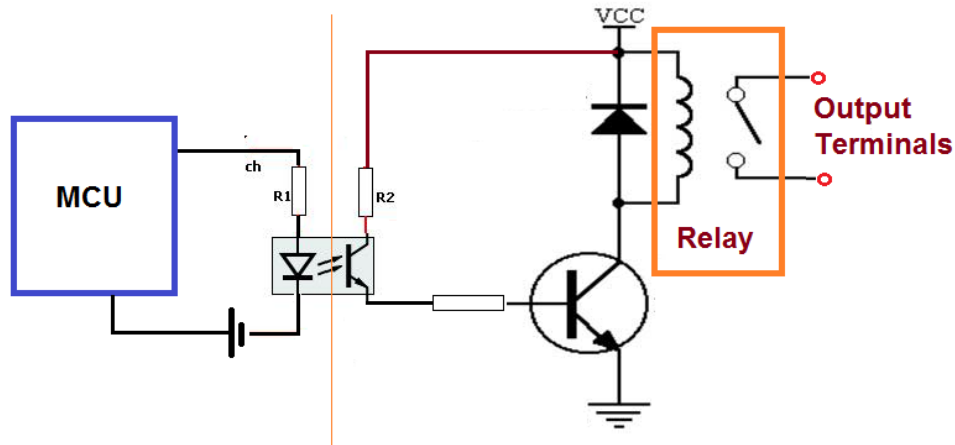 VCC
Output
Terminals
ch
MCU
R1
R2
Relay